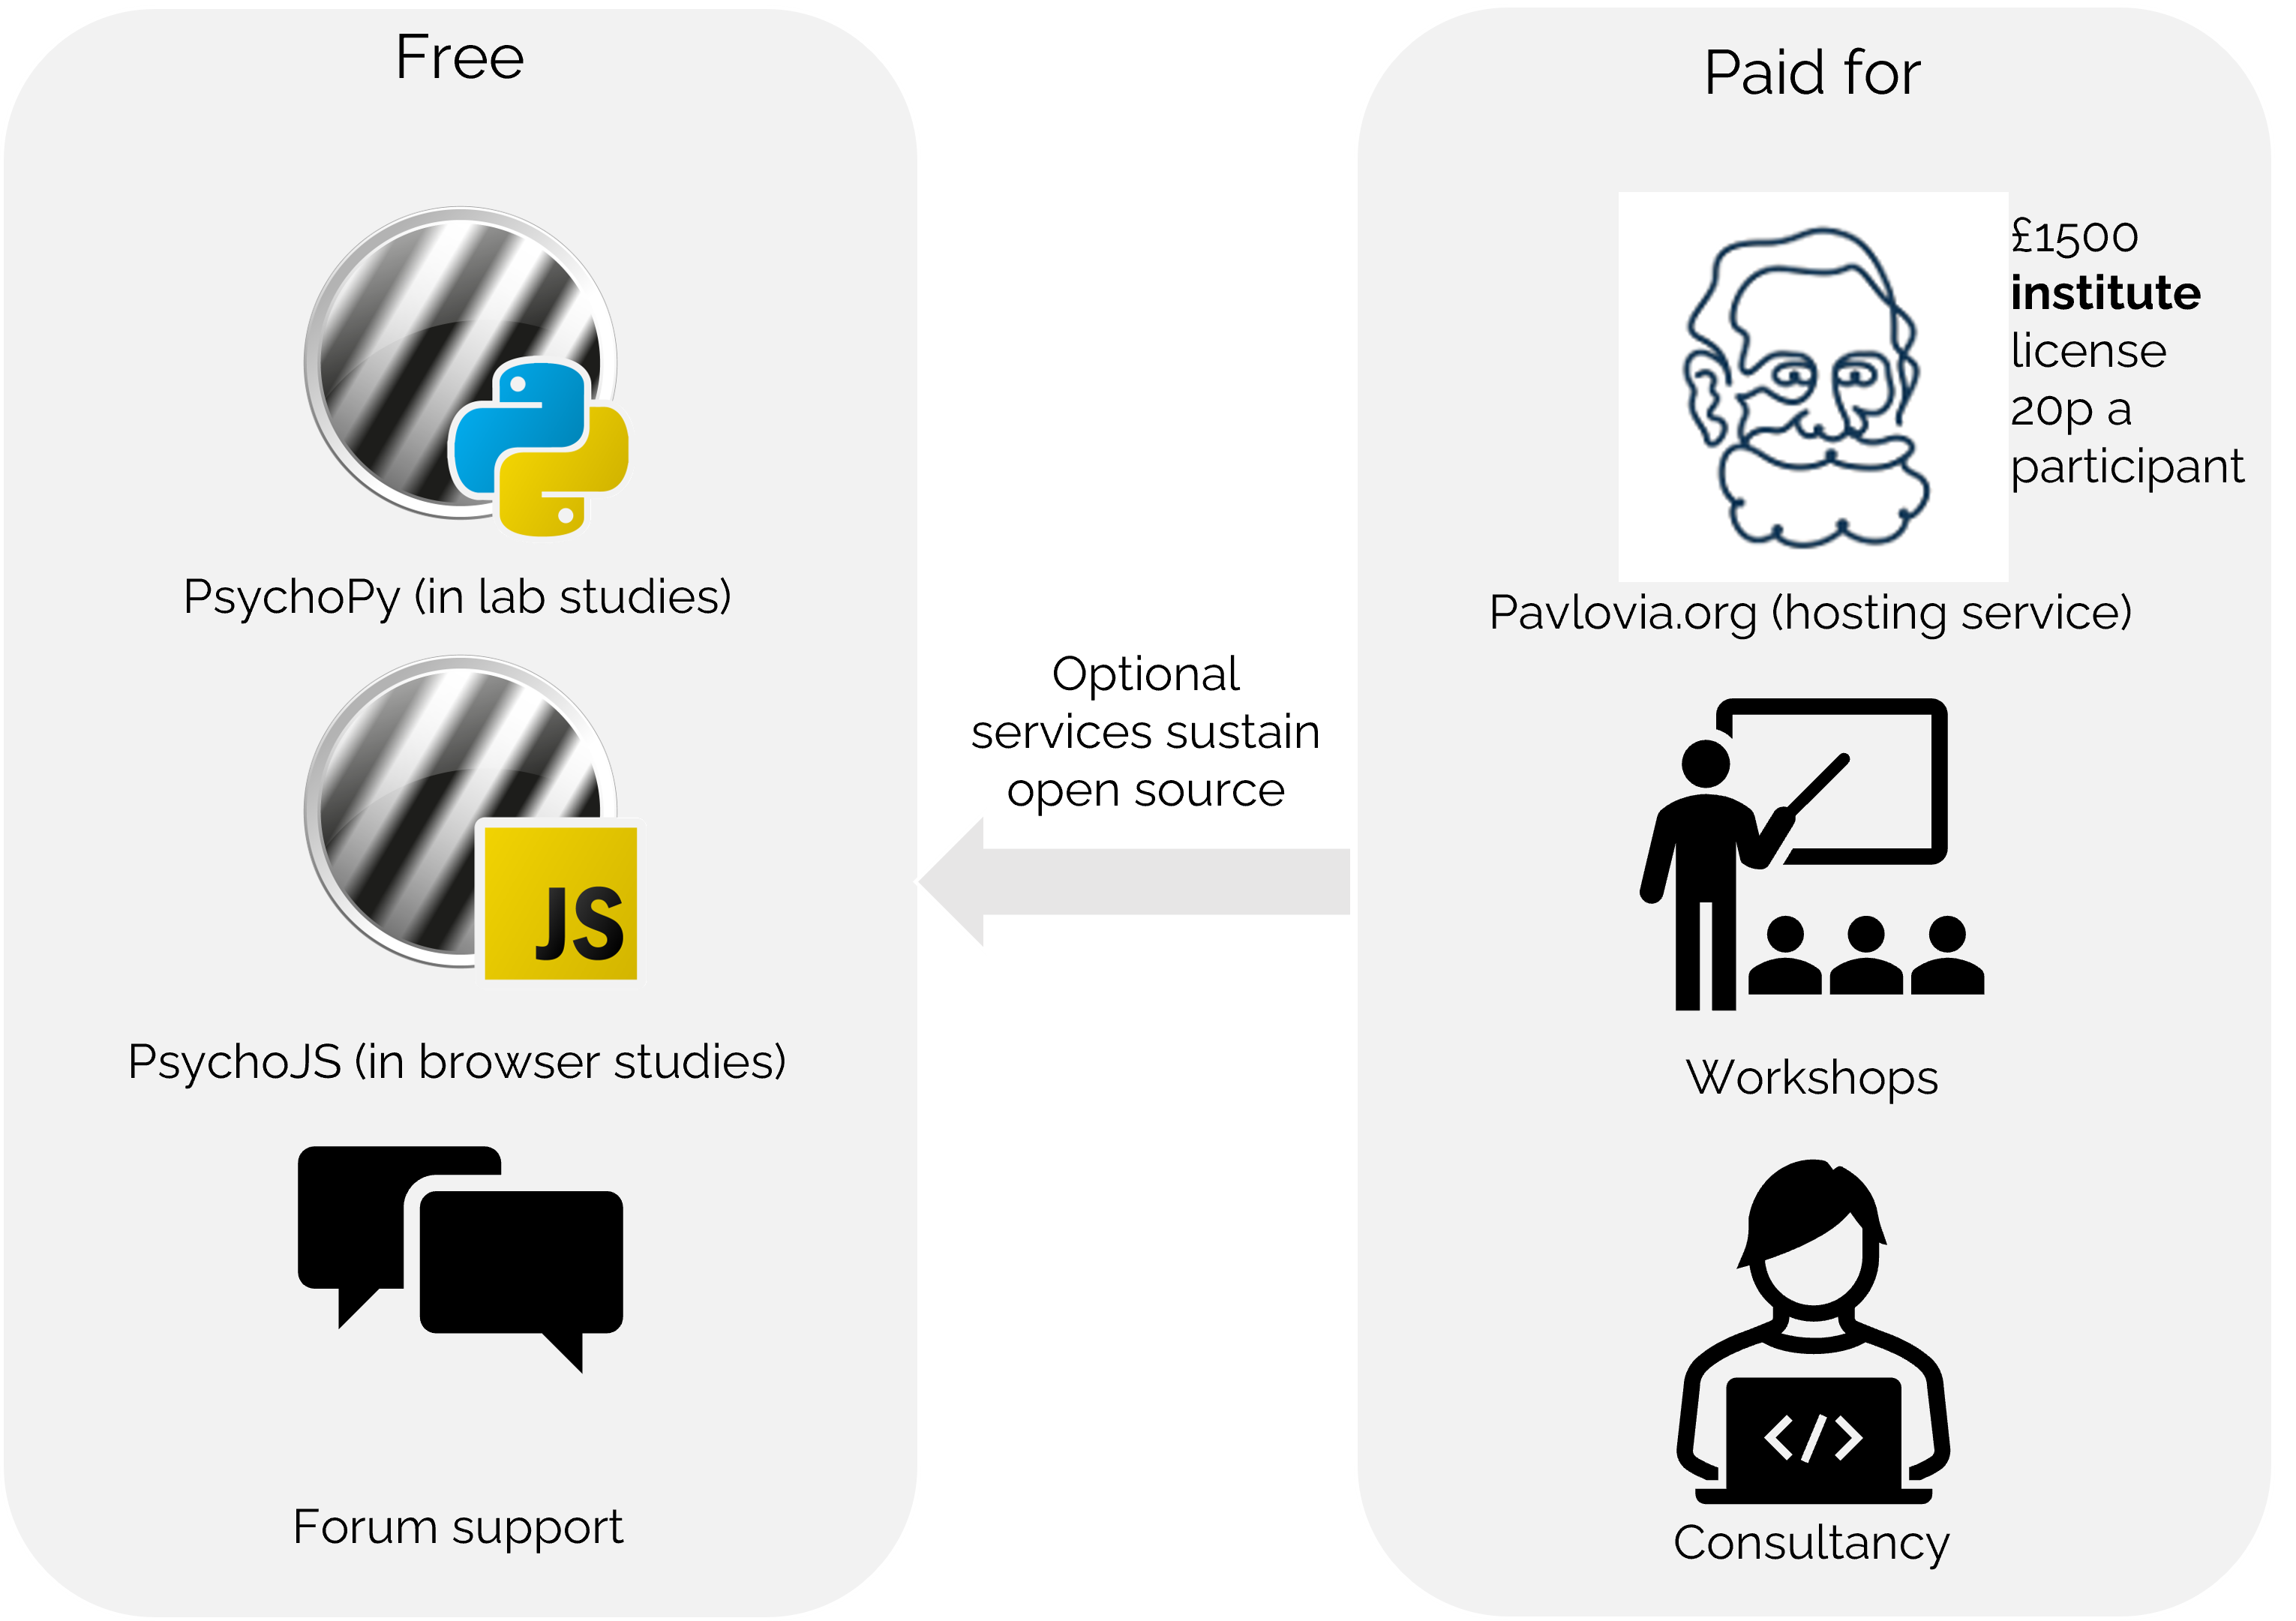 Free
PsychoPy (in lab studies)
JS
PsychoJS (in browser studies)
Forum support
Optional
services sustain
open source
Paid for
£1500
institute
license
20p a
participant
Pavlovia.org (hosting service)
Workshops
</>
Consultancy